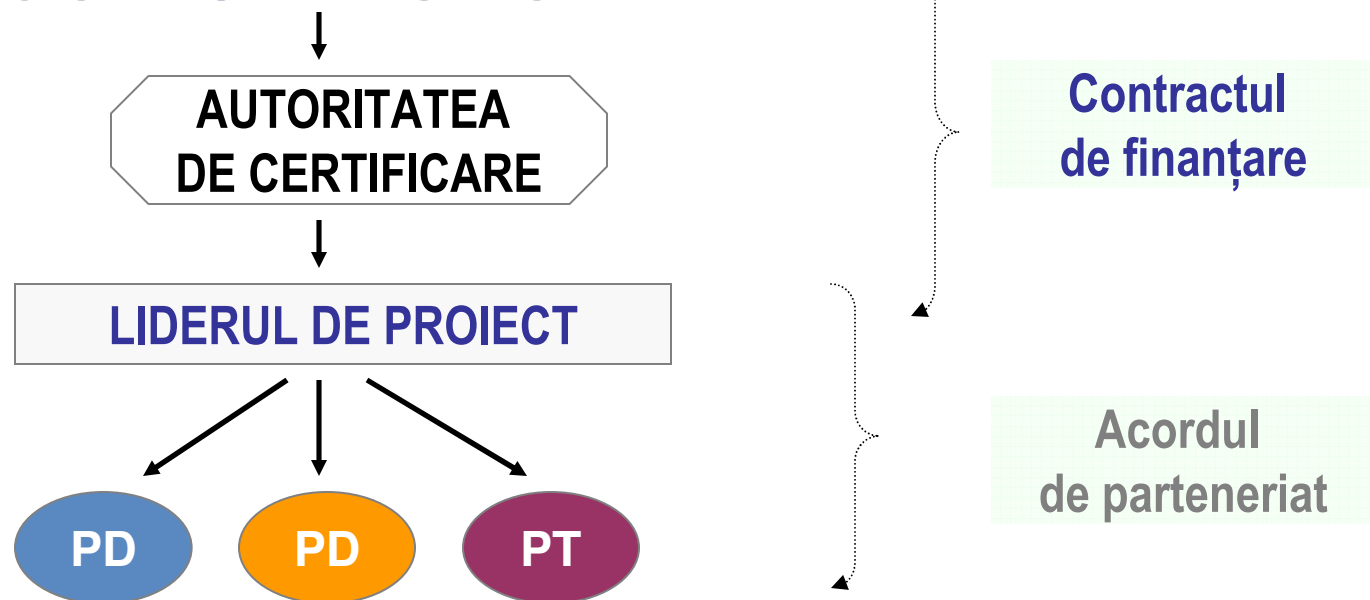 AUTORITATEA
DE CERTIFICARE
Contractul
de finanțare
LIDERUL DE PROIECT
Acordul
de parteneriat
PD
PD
PT